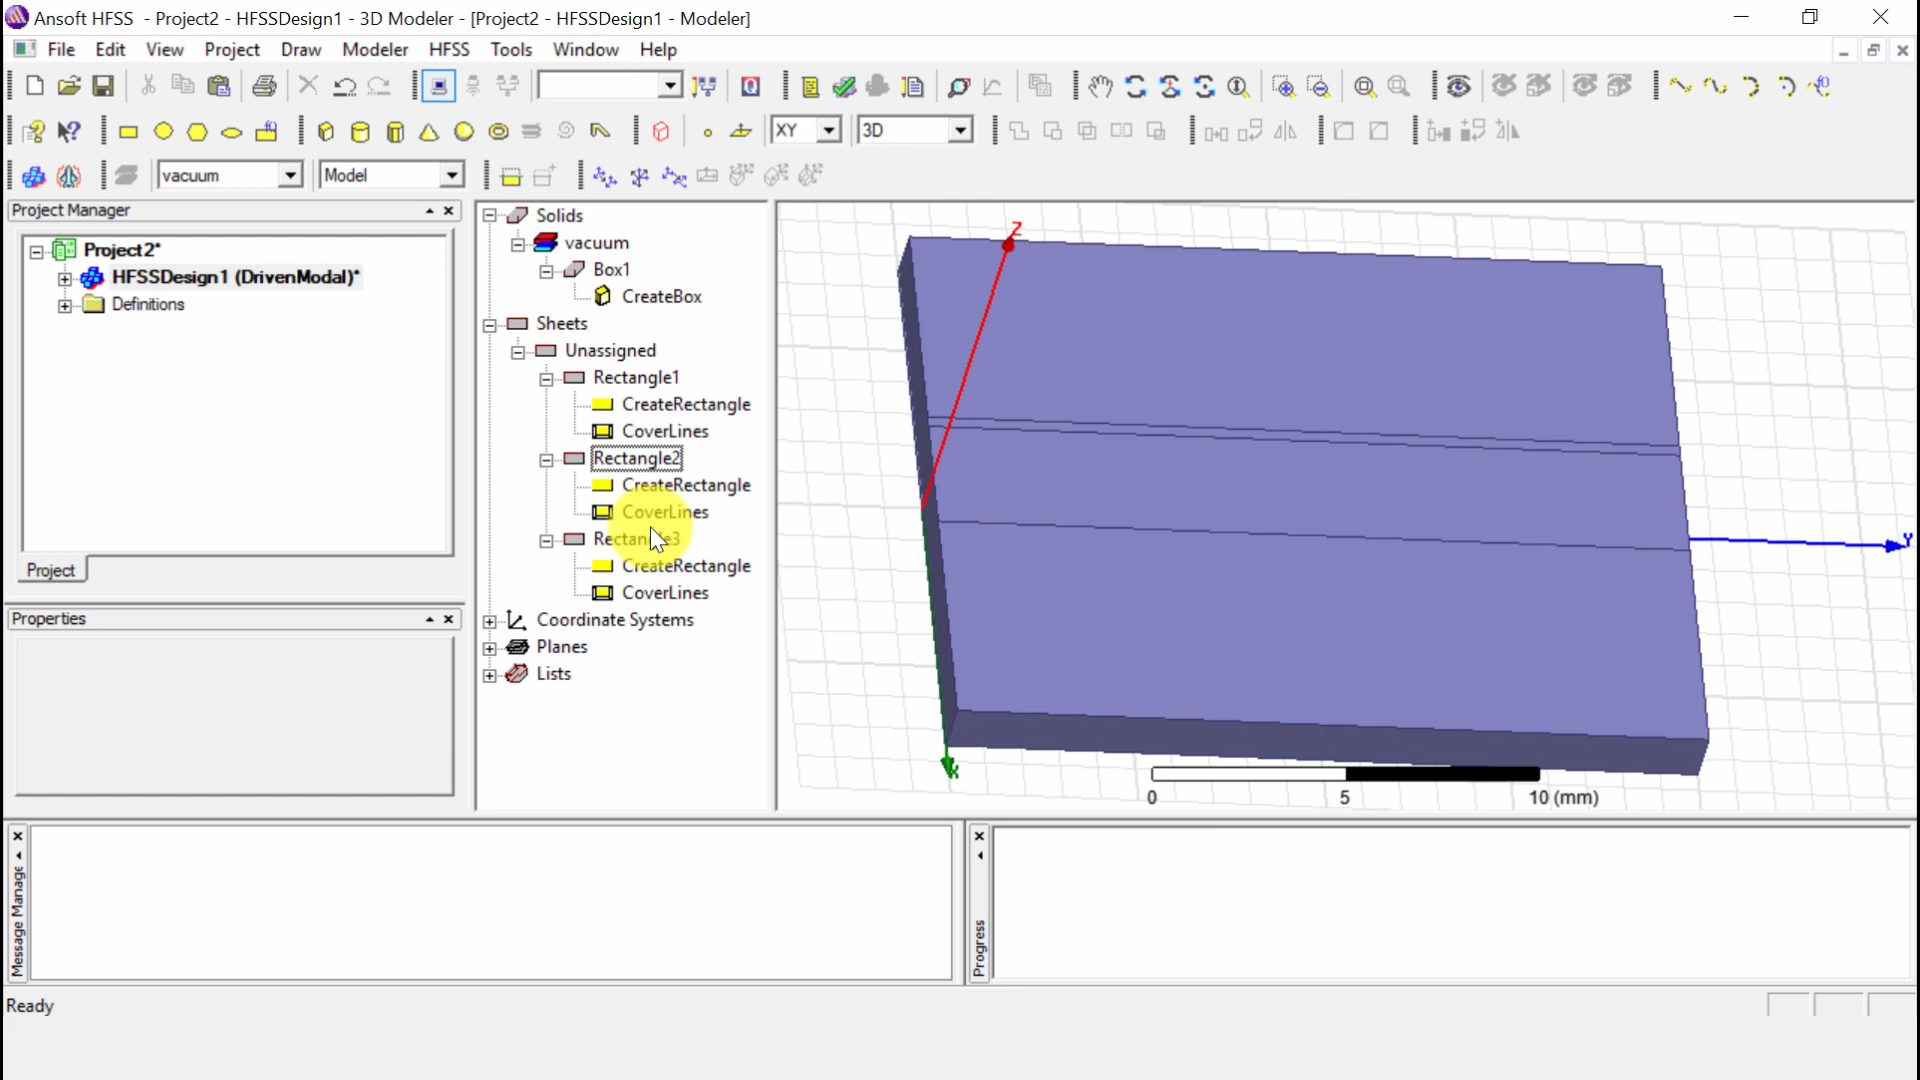 Ansoft HFSS - Project2 - HFSSDesign1 - 3D Modeler - [Project2 - HFSSDesign1 - Modeler]
File Edit View Project Draw Modeler HFSS Tools Window Help
XY 3D
vacuum Model
Project Manager
Project2*
HFSSDesign1 (DrivenModal)*
Definitions
Project
Properties
Solids
vacuum
Box1
CreateBox
Sheets
Unassigned
Rectangle1
CreateRectangle
CoverLines
Rectangle2
CreateRectangle
CoverLines
Rectangle3
CreateRectangle
CoverLines
Coordinate Systems
Planes
Lists
Z
Y
X
0 5 10 (mm)
Message Manage
Progress
Ready